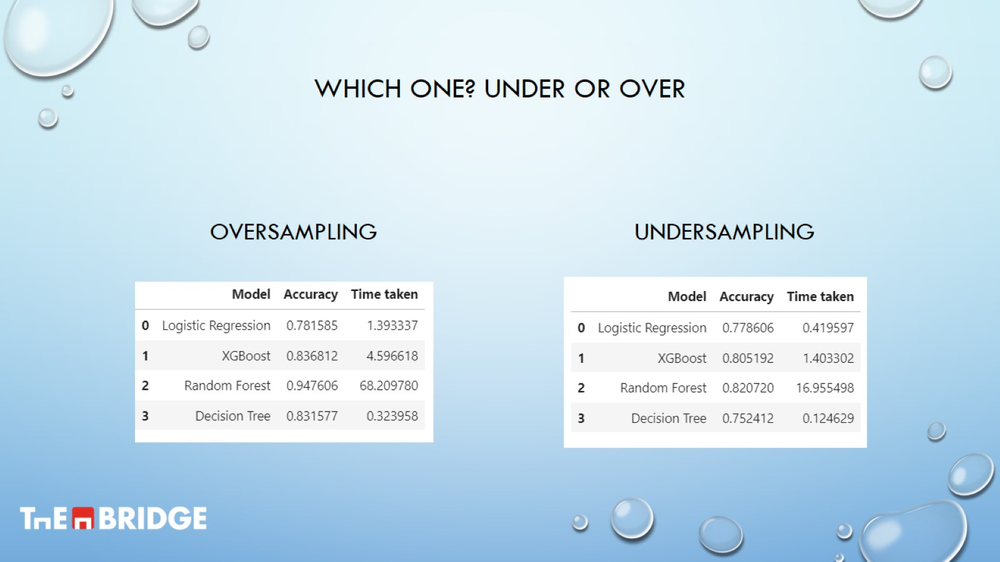 WHICH ONE? UNDER OR OVER
OVERSAMPLING
Model Accuracy Time taken
0 Logistic Regression 0.781585 1.393337
1 XGBoost 0.836812 4.596618
2 Random Forest 0.947606 68.209780
3 Decision Tree 0.831577 0.323958
UNDERSAMPLING
Model Accuracy Time taken
0 Logistic Regression 0.778606 0.419597
1 XGBoost 0.805192 1.403302
2 Random Forest 0.820720 16.955498
3 Decision Tree 0.752412 0.124629
THE BRIDGE